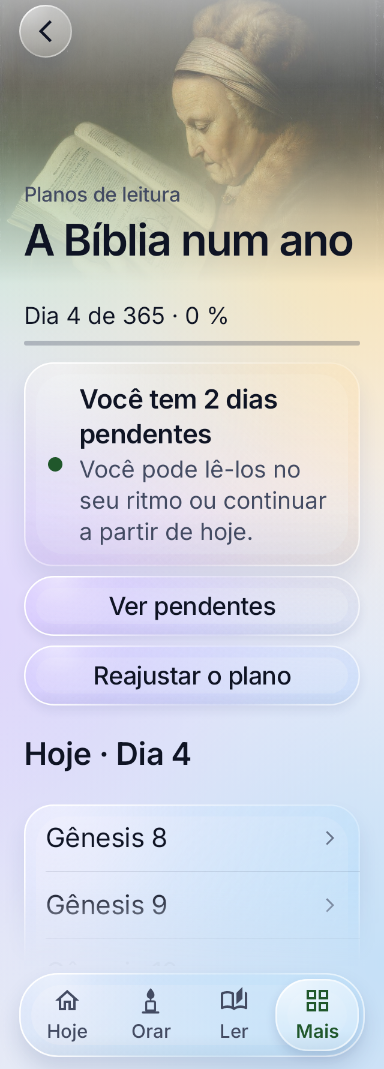 Planos de leitura
A Bíblia num ano
Dia 4 de 365 · 0 %
Você tem 2 dias
pendentes
Você pode lê-los no
seu ritmo ou continuar
a partir de hoje.
Ver pendentes
Reajustar o plano
Hoje · Dia 4
Gênesis 8
Gênesis 9
Hoje
Orar
Ler
Mais